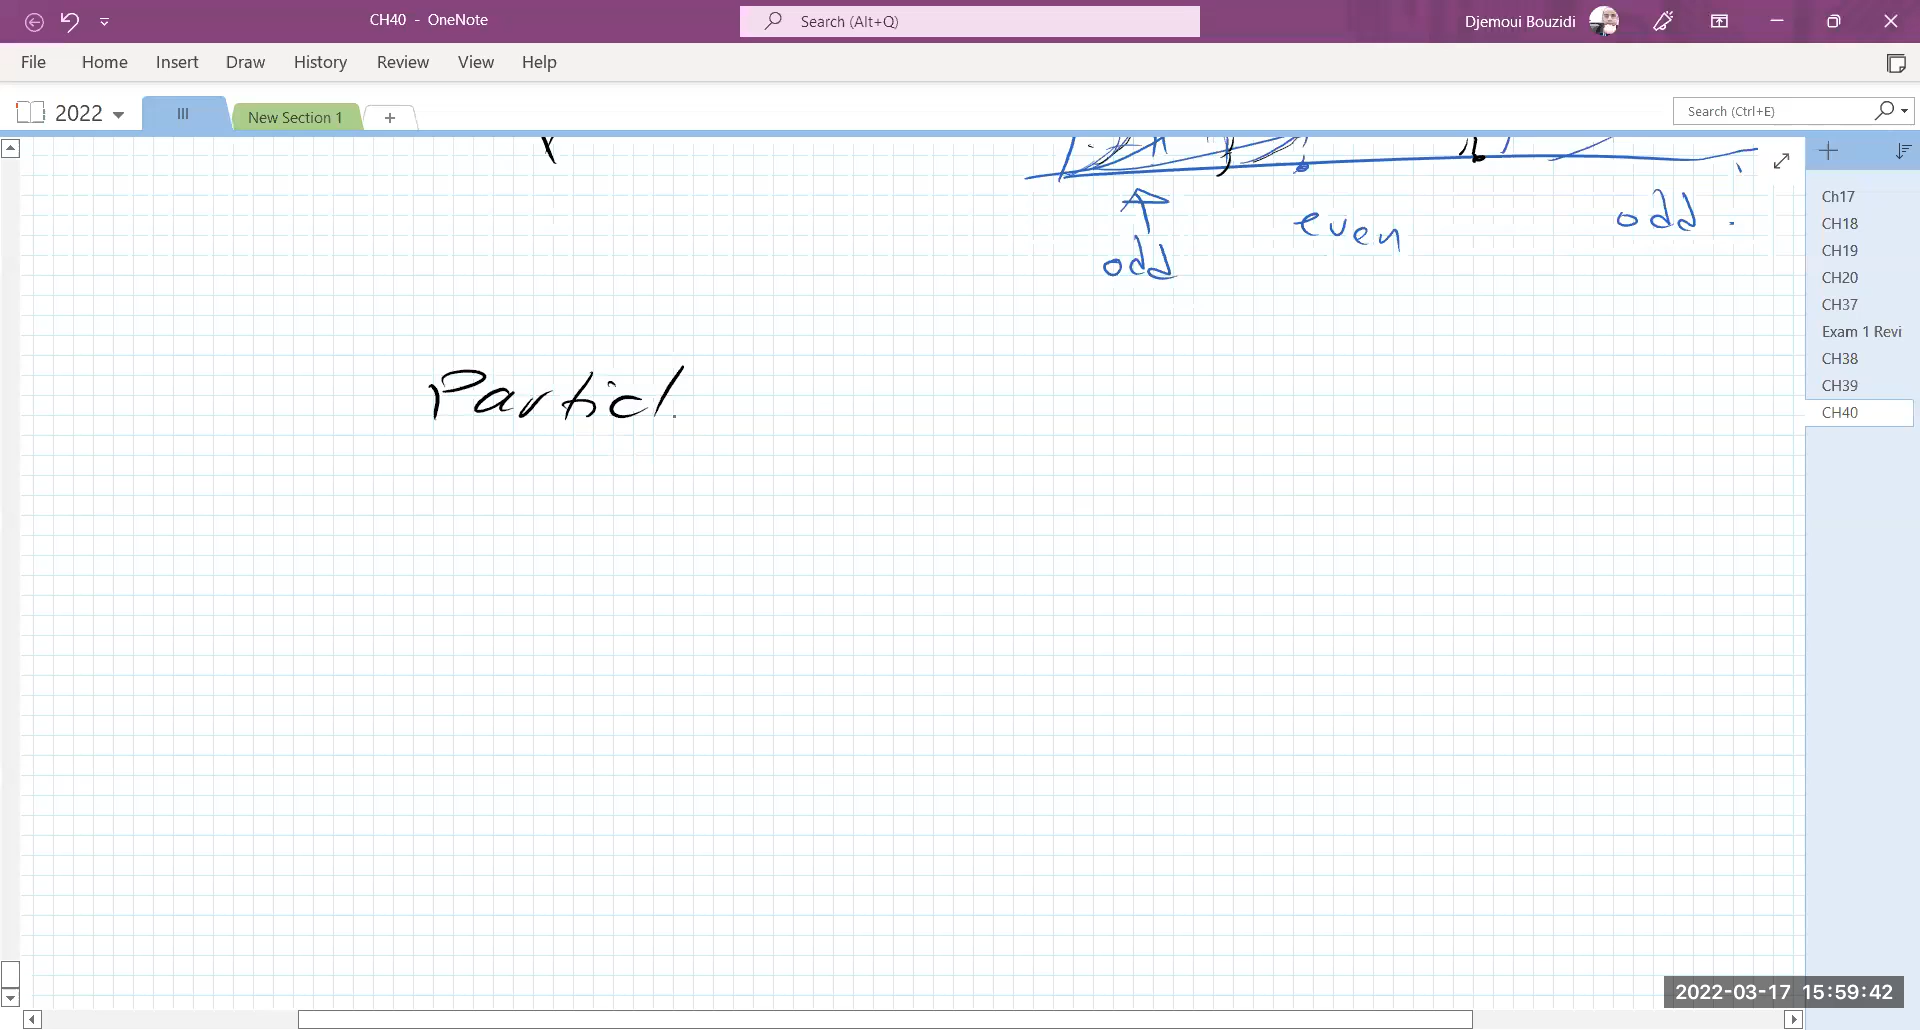 CH40 - OneNote
Search (Alt+Q)
Djemoui Bouzidi
File Home Insert Draw History Review View Help
2022
III
New Section 1
+
Search (Ctrl+E)
odd
even
odd
Particl
Ch17
CH18
CH19
CH20
CH37
Exam 1 Revi
CH38
CH39
CH40
2022-03-17 15:59:42